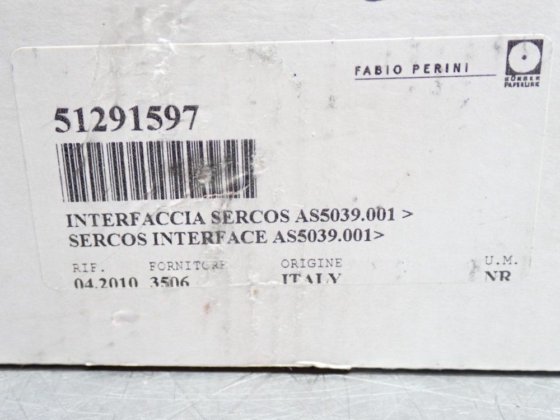 FABIO PERINI
KÖRBER
PAPERLINK
51291597
INTERFACCIA SERCOS AS5039.001 >
SERCOS INTERFACE AS5039.001>
RIF. FORNITORE ORIGINE U.M.
04.2010 3506 ITALY NR